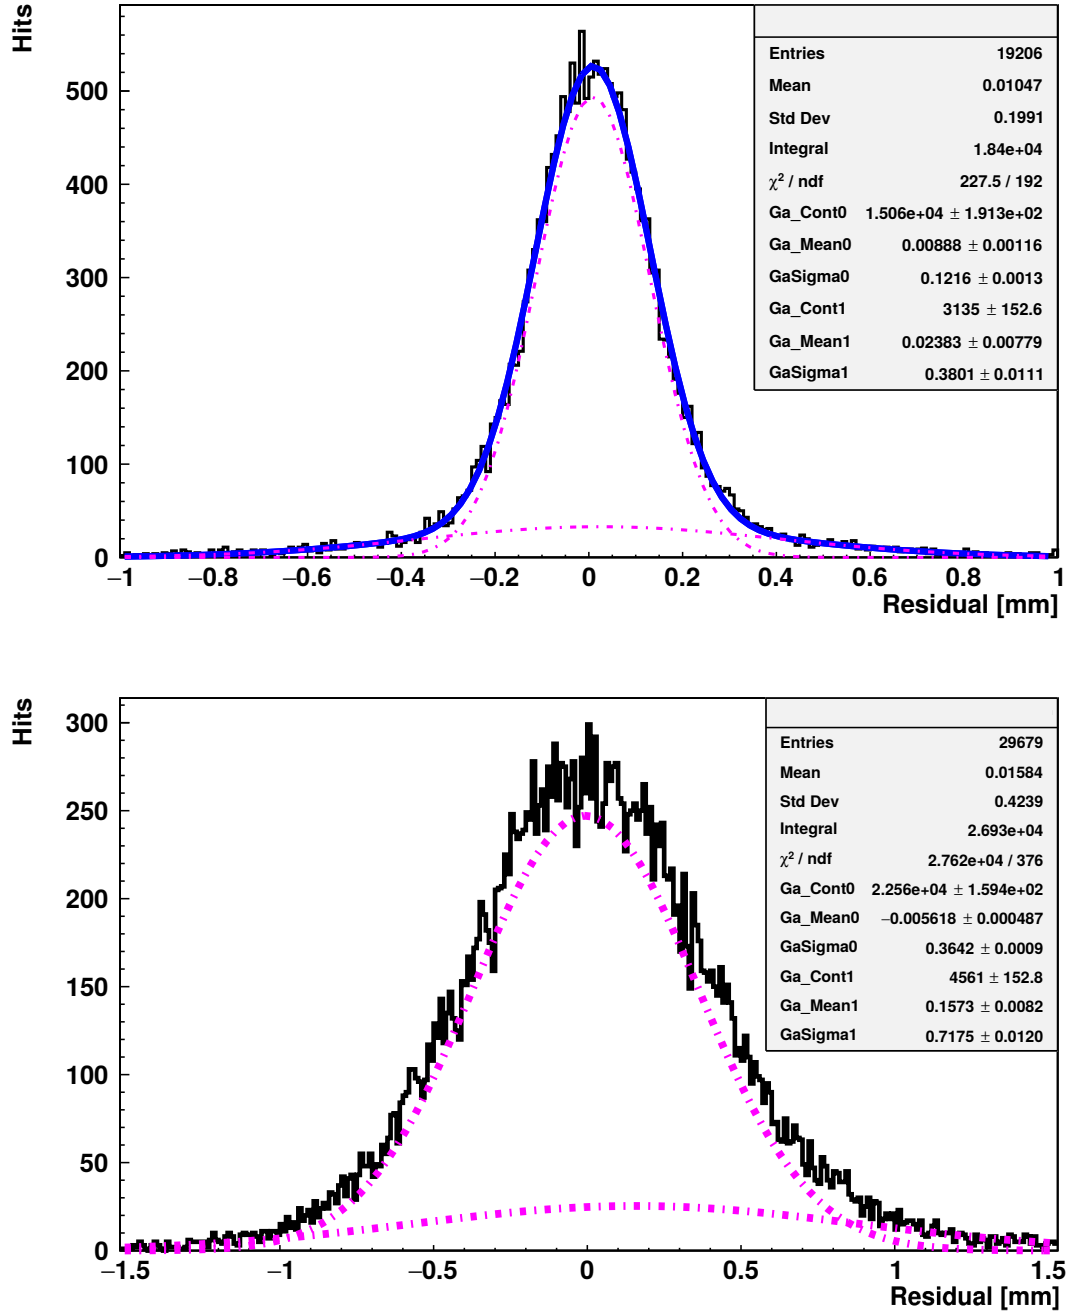 Hits
500
400
300
200
100
0
−1 −0.8 −0.6 −0.4 −0.2 0 0.2 0.4 0.6 0.8 1
Residual [mm]
Entries 19206
Mean 0.01047
Std Dev 0.1991
Integral 1.84e+04
χ² / ndf 227.5 / 192
Ga_Cont0 1.506e+04 ± 1.913e+02
Ga_Mean0 0.00888 ± 0.00116
GaSigma0 0.1216 ± 0.0013
Ga_Cont1 3135 ± 152.6
Ga_Mean1 0.02383 ± 0.00779
GaSigma1 0.3801 ± 0.0111
Hits
300
250
200
150
100
50
0
−1.5 −1 −0.5 0 0.5 1 1.5
Residual [mm]
Entries 29679
Mean 0.01584
Std Dev 0.4239
Integral 2.693e+04
χ² / ndf 2.762e+04 / 376
Ga_Cont0 2.256e+04 ± 1.594e+02
Ga_Mean0 −0.005618 ± 0.000487
GaSigma0 0.3642 ± 0.0009
Ga_Cont1 4561 ± 152.8
Ga_Mean1 0.1573 ± 0.0082
GaSigma1 0.7175 ± 0.0120